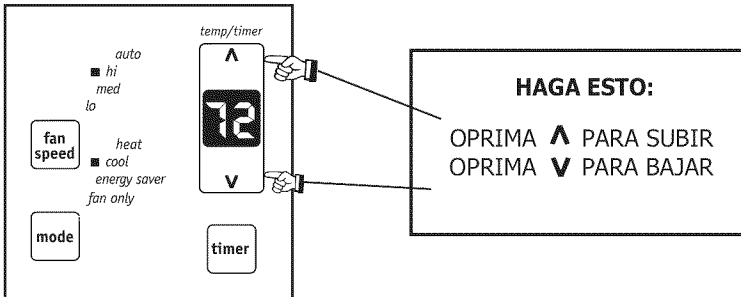 temp/timer
auto
hi
med
lo
fan
speed
heat
cool
energy saver
fan only
mode
∧
72
∨
timer
HAGA ESTO:
OPRIMA ∧ PARA SUBIR
OPRIMA ∨ PARA BAJAR